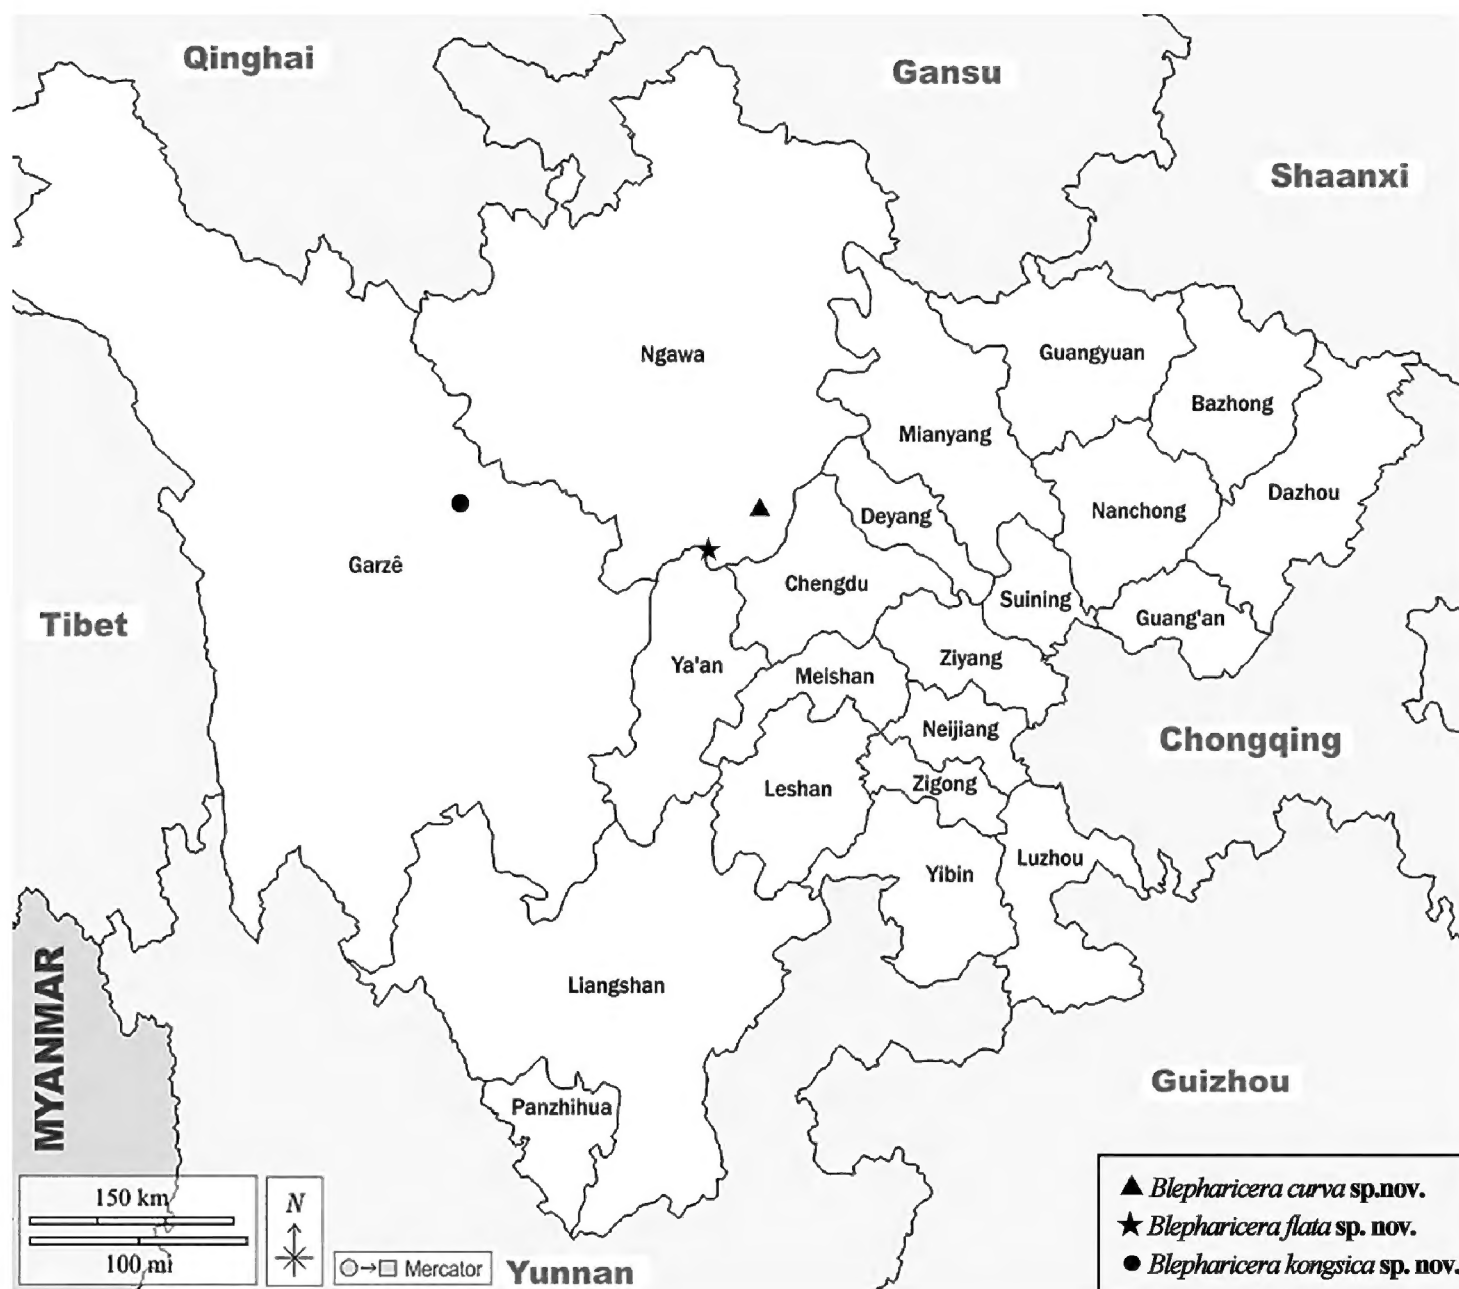 Qinghai
Gansu
Shaanxi
Ngawa
Guangyuan
Bazhong
Mianyang
Dazhou
Nanchong
Deyang
Garzê
Chengdu
Suining
Guang'an
Tibet
Ya'an
Ziyang
Meishan
Neijiang
Chongqing
Leshan
Zigong
Luzhou
Yibin
Liangshan
MYANMAR
Guizhou
Panzhihua
150 km
100 mi
N
Mercator
Yunnan
Blepharicera curva sp.nov.
Blepharicera flata sp. nov.
Blepharicera kongsica sp. nov.